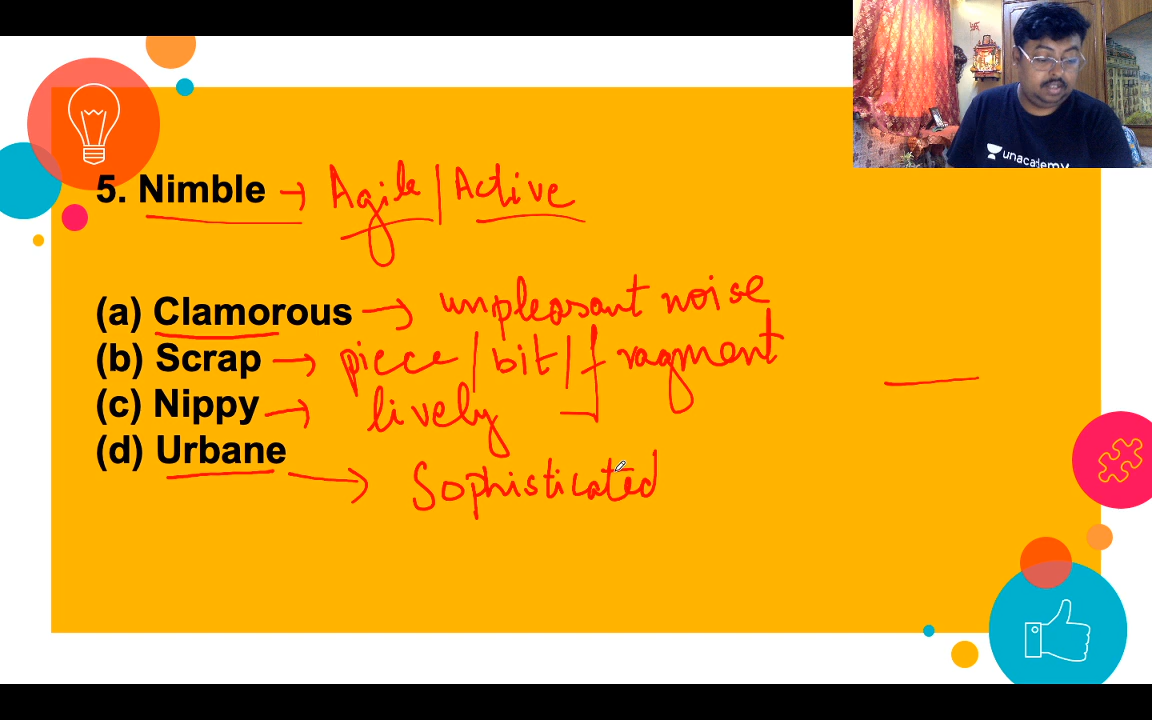 5. Nimble → Agile | Active
(a) Clamorous → unpleasant noise
(b) Scrap → piece / bit / fragment
(c) Nippy → lively
(d) Urbane → Sophisticated
unacademy